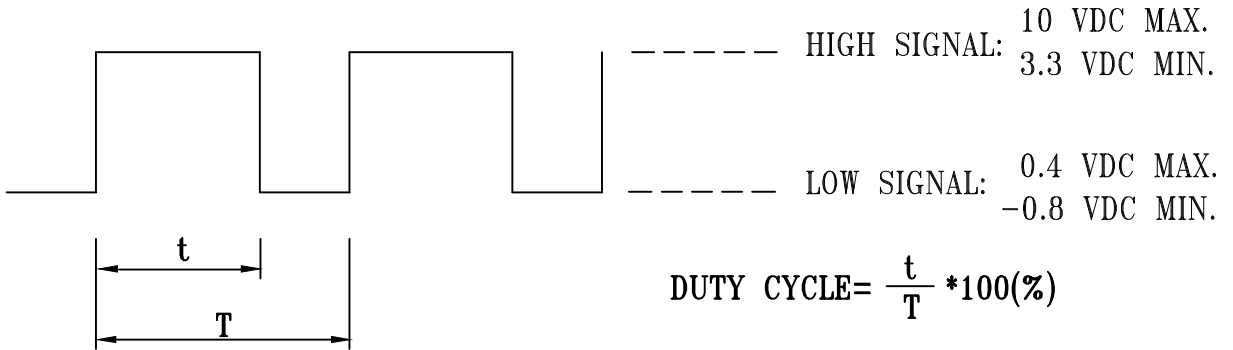 10 VDC MAX.
HIGH SIGNAL:
3.3 VDC MIN.
0.4 VDC MAX.
LOW SIGNAL:
-0.8 VDC MIN.
t
T
DUTY CYCLE= t/T *100(%)